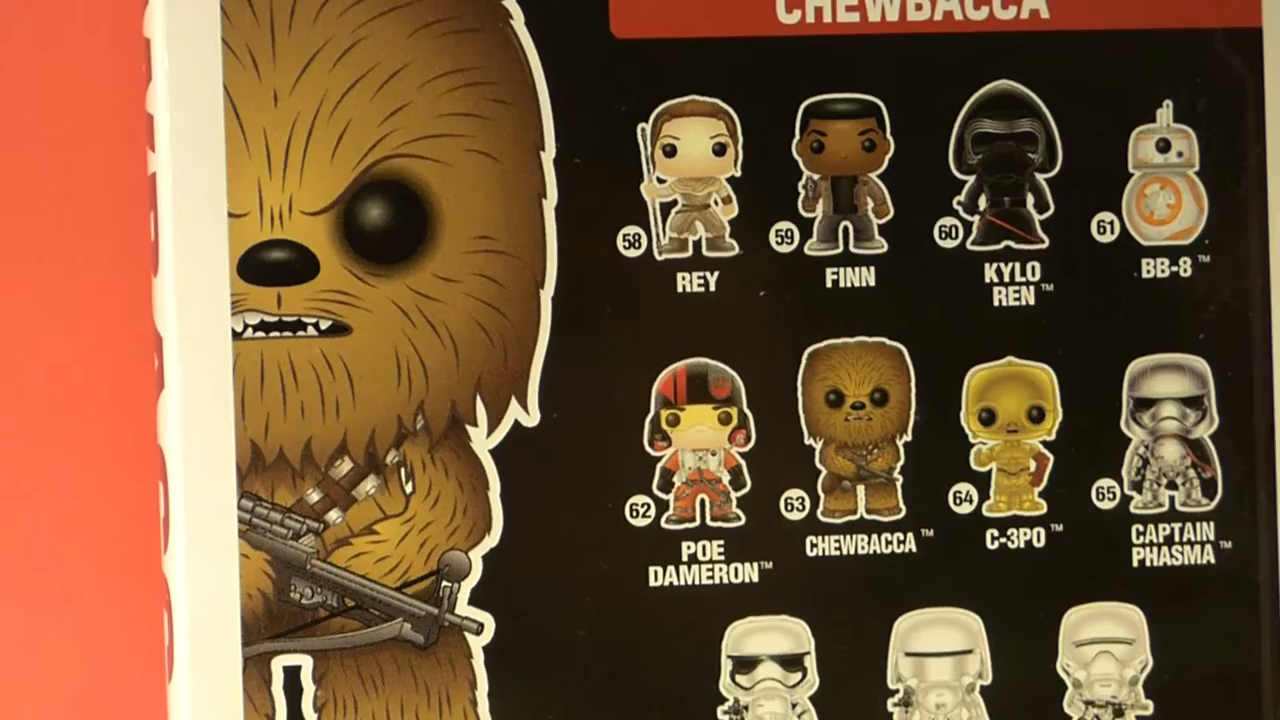 CHEWBACCA
58
REY
59
FINN
60
KYLO
REN™
61
BB-8™
62
POE
DAMERON™
63
CHEWBACCA™
64
C-3PO™
65
CAPTAIN
PHASMA™